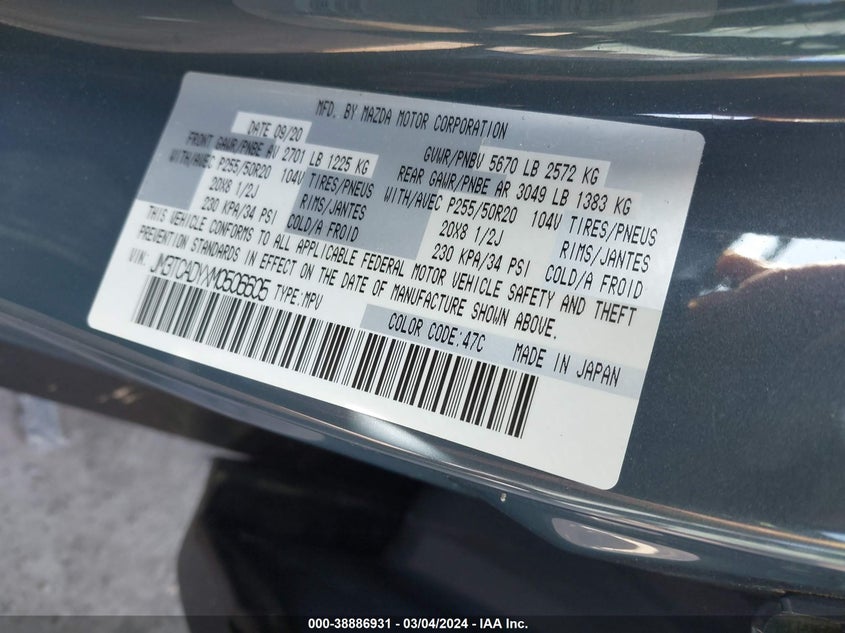 MFD. BY MAZDA MOTOR CORPORATION
DATE 09/20
GVWR/PNBV 5670 LB 2572 KG
FRONT GAWR/PNBE AV 2701 LB 1225 KG
REAR GAWR/PNBE AR 3049 LB 1383 KG
WITH/AVEC P255/50R20 104V TIRES/PNEUS
WITH/AVEC P255/50R20 104V TIRES/PNEUS
20X8 1/2J RIMS/JANTES
20X8 1/2J RIMS/JANTES
230 KPA/34 PSI COLD/A FROID
230 KPA/34 PSI COLD/A FROID
THIS VEHICLE CONFORMS TO ALL APPLICABLE FEDERAL MOTOR VEHICLE SAFETY AND THEFT
PREVENTION STANDARDS IN EFFECT ON THE DATE OF MANUFACTURE SHOWN ABOVE.
VIN: TYPE:MPV
COLOR CODE:47C MADE IN JAPAN
000-38886931 - 03/04/2024 - IAA Inc.